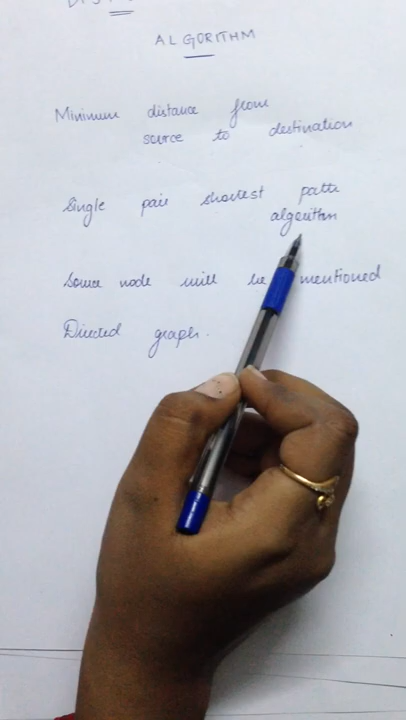 ALGORITHM
Minimum distance from
source to destination
Single pair shortest path
algorithm
Source node will be mentioned
Directed graph.